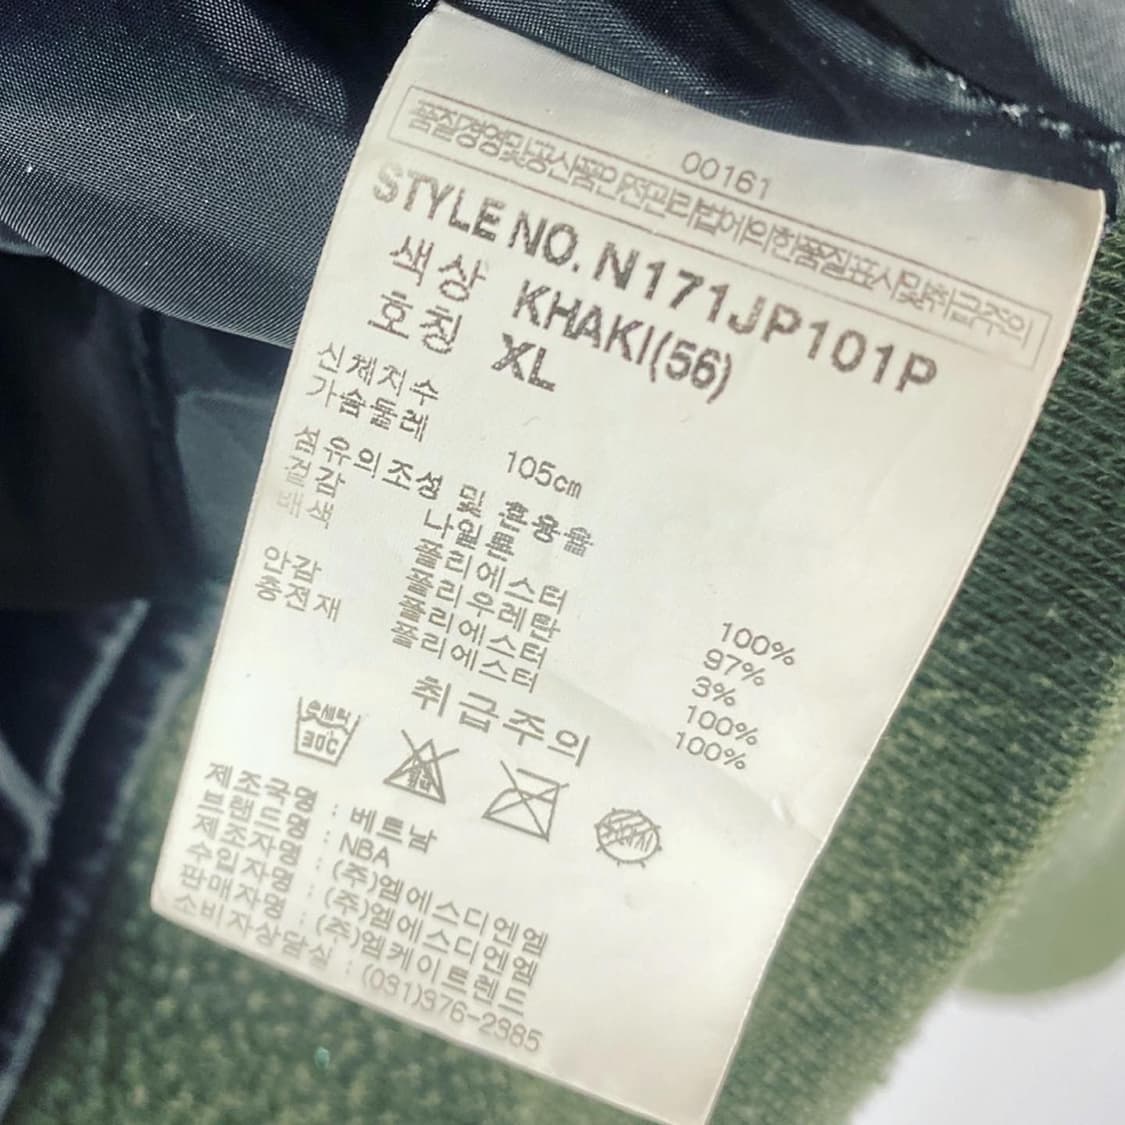 00161
품질경영및공산품안전관리법에의한품질표시및취급주의
STYLE NO. N171JP101P
색상 KHAKI(56)
호칭 XL
신체치수
가슴둘레 105cm
섬유의조성 및 혼용율
겉감 나일론 100%
배색 폴리에스터 97%
폴리우레탄 3%
안감 폴리에스터 100%
충전재 폴리에스터 100%
취급주의
제조국명 : 베트남
브랜드명 : NBA
제조자명 : (주)엠에스디엔엘
수입자명 : (주)엠에스디엔엘
판매자명 : (주)엠케이트렌드
소비자상담실 : (031)376-2385